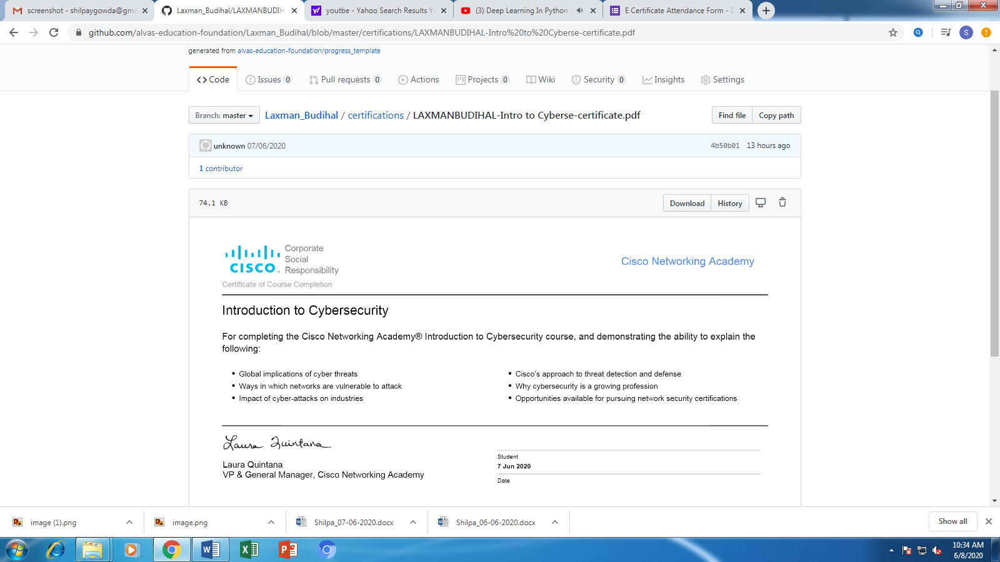 screenshot - shilpaygowda@gma
Laxman_Budihal/LAXMANBUDIH
youtbe - Yahoo Search Results Y
(3) Deep Learning In Python
E Certificate Attendance Form - D
github.com/alvas-education-foundation/Laxman_Budihal/blob/master/certifications/LAXMANBUDIHAL-Intro%20to%20Cyberse-certificate.pdf
S
generated from alvas-education-foundation/progress_template
Code
Issues 0
Pull requests 0
Actions
Projects 0
Wiki
Security 0
Insights
Settings
Branch: master
Laxman_Budihal / certifications / LAXMANBUDIHAL-Intro to Cyberse-certificate.pdf
Find file
Copy path
unknown 07/06/2020
4b50b01 13 hours ago
1 contributor
74.1 KB
Download
History
CISCO
Corporate
Social
Responsibility
Cisco Networking Academy
Certificate of Course Completion
Introduction to Cybersecurity
For completing the Cisco Networking Academy® Introduction to Cybersecurity course, and demonstrating the ability to explain the
following:
• Global implications of cyber threats
• Ways in which networks are vulnerable to attack
• Impact of cyber-attacks on industries
• Cisco's approach to threat detection and defense
• Why cybersecurity is a growing profession
• Opportunities available for pursuing network security certifications
Laura Quintana
Laura Quintana
VP & General Manager, Cisco Networking Academy
Student
7 Jun 2020
Date
image (1).png
image.png
Shilpa_07-06-2020.docx
Shilpa_06-06-2020.docx
Show all
10:34 AM
6/8/2020